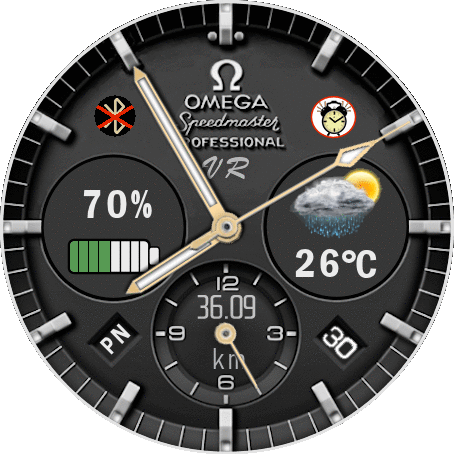 Ω
OMEGA
Speedmaster
PROFESSIONAL
VR
70%
26°C
12
36.09
9
3
km
6
PN
30